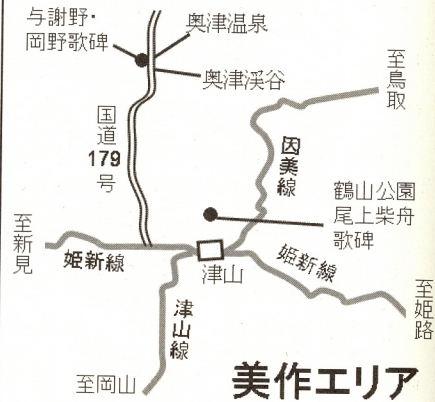 与謝野・
岡野歌碑
奥津温泉
奥津渓谷
至鳥取
国道
179
号
因美線
鶴山公園
尾上柴舟
歌碑
至新見
姫新線
津山
姫新線
至姫路
津山線
至岡山
美作エリア